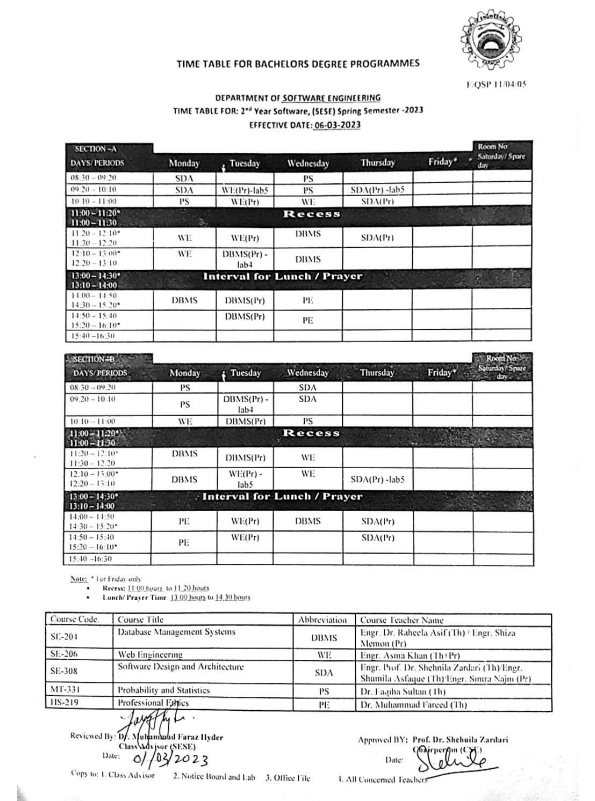 F/QSP 11/04/05
TIME TABLE FOR BACHELORS DEGREE PROGRAMMES
DEPARTMENT OF SOFTWARE ENGINEERING
TIME TABLE FOR: 2nd Year Software, (SESE) Spring Semester -2023
EFFECTIVE DATE: 06-03-2023
SECTION -A Room No
DAYS/ PERIODS Monday Tuesday Wednesday Thursday Friday* Saturday/ Spare day
08:30 – 09:20 SDA PS
09:20 – 10:10 SDA WE(Pr)-lab5 PS SDA(Pr) -lab5
10:10 – 11:00 PS WE(Pr) WE SDA(Pr)
11:00 – 11:20* Recess
11:00 – 11:30
11:20 – 12:10* WE WE(Pr) DBMS SDA(Pr)
11:30 – 12:20
12:10 – 13:00* WE DBMS(Pr) - lab4 DBMS
12:20 – 13:10
13:00 – 14:30* Interval for Lunch / Prayer
13:10 – 14:00
14:00 – 14:50 DBMS DBMS(Pr) PE
14:30 – 15:20*
14:50 – 15:40 DBMS(Pr) PE
15:20 – 16:10*
15:40 –16:30
SECTION -B Room No
DAYS/ PERIODS Monday Tuesday Wednesday Thursday Friday* Saturday/ Spare day
08:30 – 09:20 PS SDA
09:20 – 10:10 PS DBMS(Pr) - lab4 SDA
10:10 – 11:00 WE DBMS(Pr) PS
11:00 – 11:20* Recess
11:00 – 11:30
11:20 – 12:10* DBMS DBMS(Pr) WE
11:30 – 12:20
12:10 – 13:00* DBMS WE(Pr) - lab5 WE SDA(Pr) -lab5
12:20 – 13:10
13:00 – 14:30* Interval for Lunch / Prayer
13:10 – 14:00
14:00 – 14:50 PE WE(Pr) DBMS SDA(Pr)
14:30 – 15:20*
14:50 – 15:40 PE WE(Pr) SDA(Pr)
15:20 – 16:10*
15:40 –16:30
Note: * For Friday only
• Recess: 11:00 hours to 11:20 hours
• Lunch/ Prayer Time 13:00 hours to 14:30 hours
Course Code. Course Title Abbreviation Course Teacher Name
SE-204 Database Management Systems DBMS Engr. Dr. Raheela Asif (Th) / Engr. Shiza Memon (Pr)
SE-206 Web Engineering WE Engr. Asma Khan (Th+Pr)
SE-308 Software Design and Architecture SDA Engr. Prof. Dr. Shehnila Zardari (Th)/Engr. Shumila Asfaque (Th)/Engr. Simra Najm (Pr)
MT-331 Probability and Statistics PS Dr. Faqiha Sultan (Th)
HS-219 Professional Ethics PE Dr. Muhammad Fareed (Th)
Reviewed By: Dr. Muhammad Faraz Hyder
Class Advisor (SESE)
Date: 01/03/2023
Approved BY: Prof. Dr. Shehnila Zardari
Chairperson
Date:
Copy to: 1. Class Advisor 2. Notice Board and Lab 3. Office File 4. All Concerned Teachers